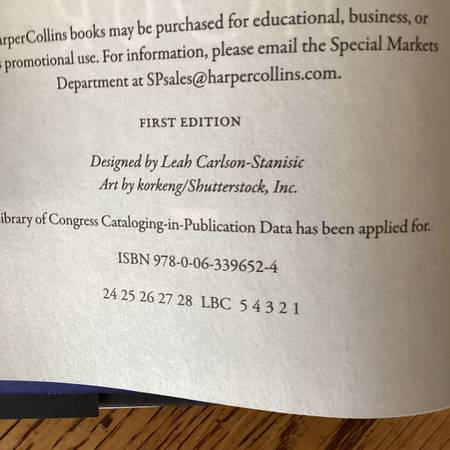 arperCollins books may be purchased for educational, business, or
s promotional use. For information, please email the Special Markets
Department at SPsales@harpercollins.com.
FIRST EDITION
Designed by Leah Carlson-Stanisic
Art by korkeng/Shutterstock, Inc.
ibrary of Congress Cataloging-in-Publication Data has been applied for.
ISBN 978-0-06-339652-4
24 25 26 27 28 LBC 5 4 3 2 1